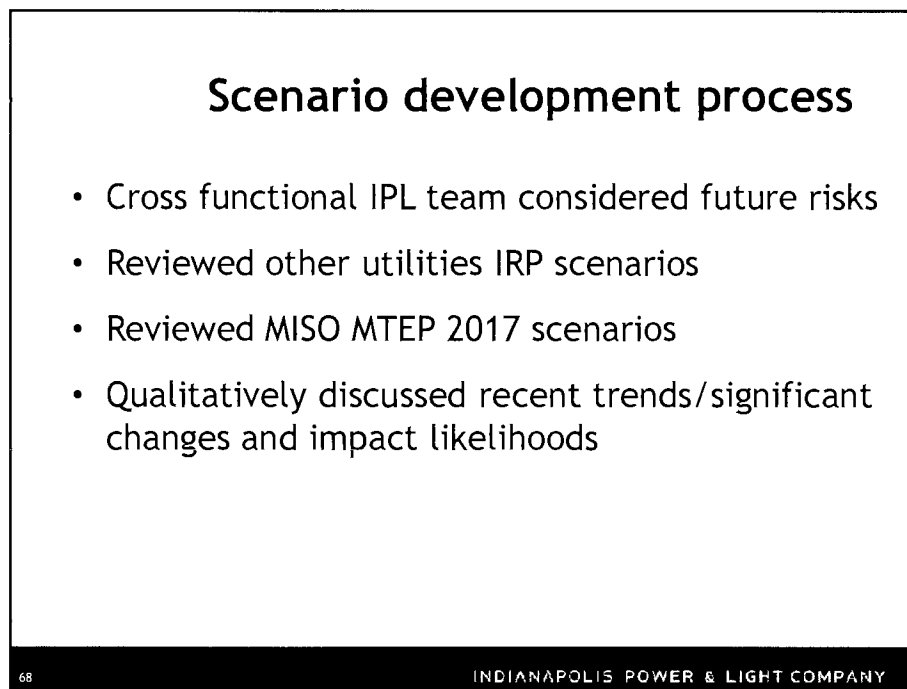 Scenario development process
• Cross functional IPL team considered future risks
• Reviewed other utilities IRP scenarios
• Reviewed MISO MTEP 2017 scenarios
• Qualitatively discussed recent trends/significant
changes and impact likelihoods
68
INDIANAPOLIS POWER & LIGHT COMPANY